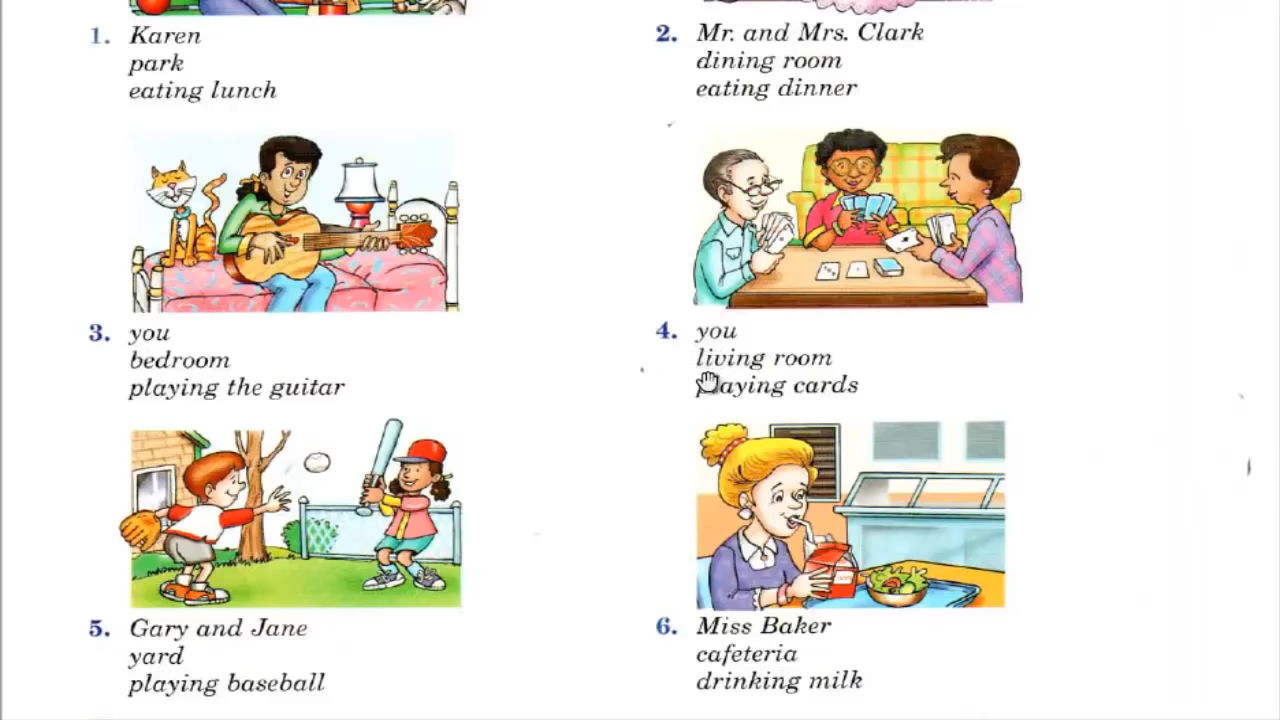 1. Karen
park
eating lunch
2. Mr. and Mrs. Clark
dining room
eating dinner
3. you
bedroom
playing the guitar
4. you
living room
playing cards
5. Gary and Jane
yard
playing baseball
6. Miss Baker
cafeteria
drinking milk